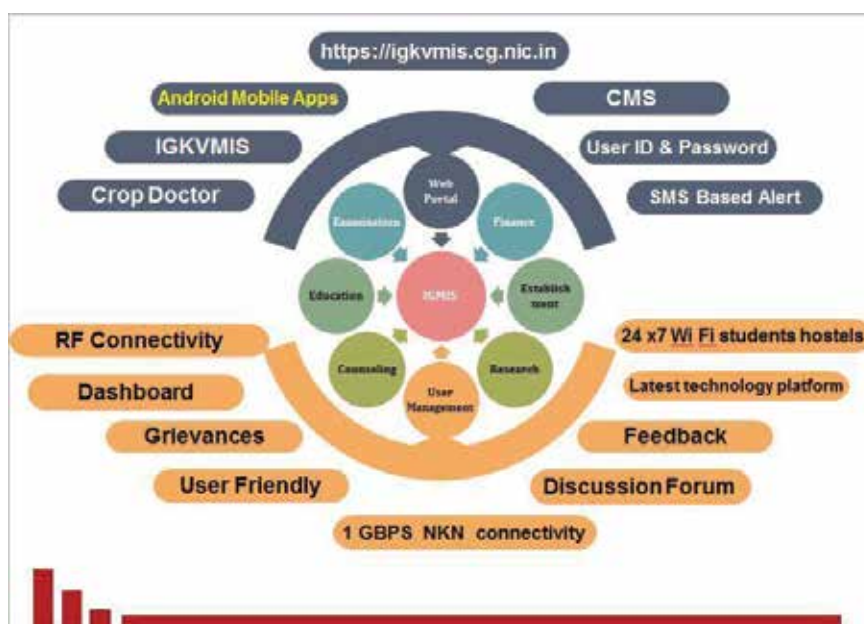 https://igkvmis.cg.nic.in
Android Mobile Apps
CMS
IGKVMIS
User ID & Password
Crop Doctor
SMS Based Alert
Web
Portal
Examination
Finance
Education
IGMIS
Establish
ment
Counseling
Research
User
Management
RF Connectivity
24 x7 Wi Fi students hostels
Dashboard
Latest technology platform
Grievances
Feedback
User Friendly
Discussion Forum
1 GBPS NKN connectivity